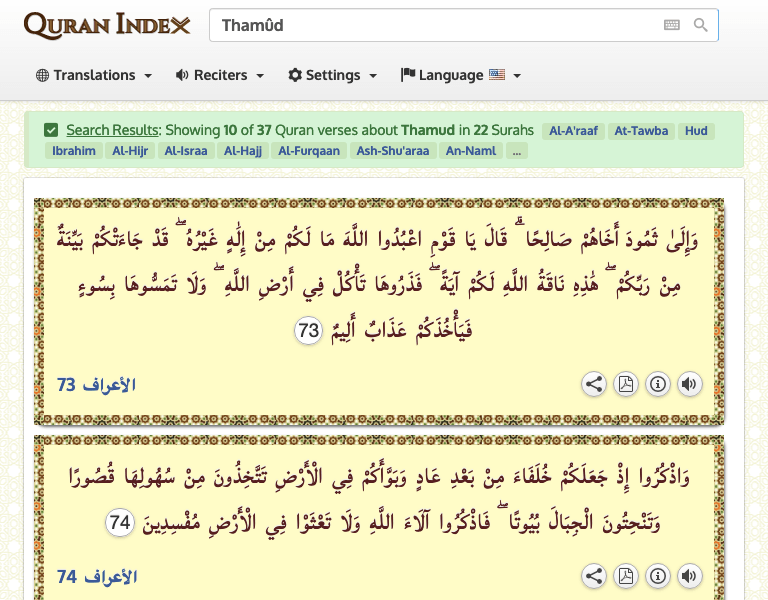 QURAN INDEX
Thamûd
Translations Reciters Settings Language
Search Results: Showing 10 of 37 Quran verses about Thamud in 22 Surahs Al-A'raaf At-Tawba Hud
Ibrahim Al-Hijr Al-Israa Al-Hajj Al-Furqaan Ash-Shu'araa An-Naml ...
وَإِلَىٰ ثَمُودَ أَخَاهُمْ صَالِحًا ۗ قَالَ يَا قَوْمِ اعْبُدُوا اللَّهَ مَا لَكُمْ مِنْ إِلَٰهٍ غَيْرُهُ ۖ قَدْ جَاءَتْكُمْ بَيِّنَةٌ
مِنْ رَبِّكُمْ ۖ هَٰذِهِ نَاقَةُ اللَّهِ لَكُمْ آيَةً ۖ فَذَرُوهَا تَأْكُلْ فِي أَرْضِ اللَّهِ ۖ وَلَا تَمَسُّوهَا بِسُوءٍ
فَيَأْخُذَكُمْ عَذَابٌ أَلِيمٌ 73
الأعراف 73
وَاذْكُرُوا إِذْ جَعَلَكُمْ خُلَفَاءَ مِنْ بَعْدِ عَادٍ وَبَوَّأَكُمْ فِي الْأَرْضِ تَتَّخِذُونَ مِنْ سُهُولِهَا قُصُورًا
وَتَنْحِتُونَ الْجِبَالَ بُيُوتًا ۖ فَاذْكُرُوا آلَاءَ اللَّهِ وَلَا تَعْثَوْا فِي الْأَرْضِ مُفْسِدِينَ 74
الأعراف 74